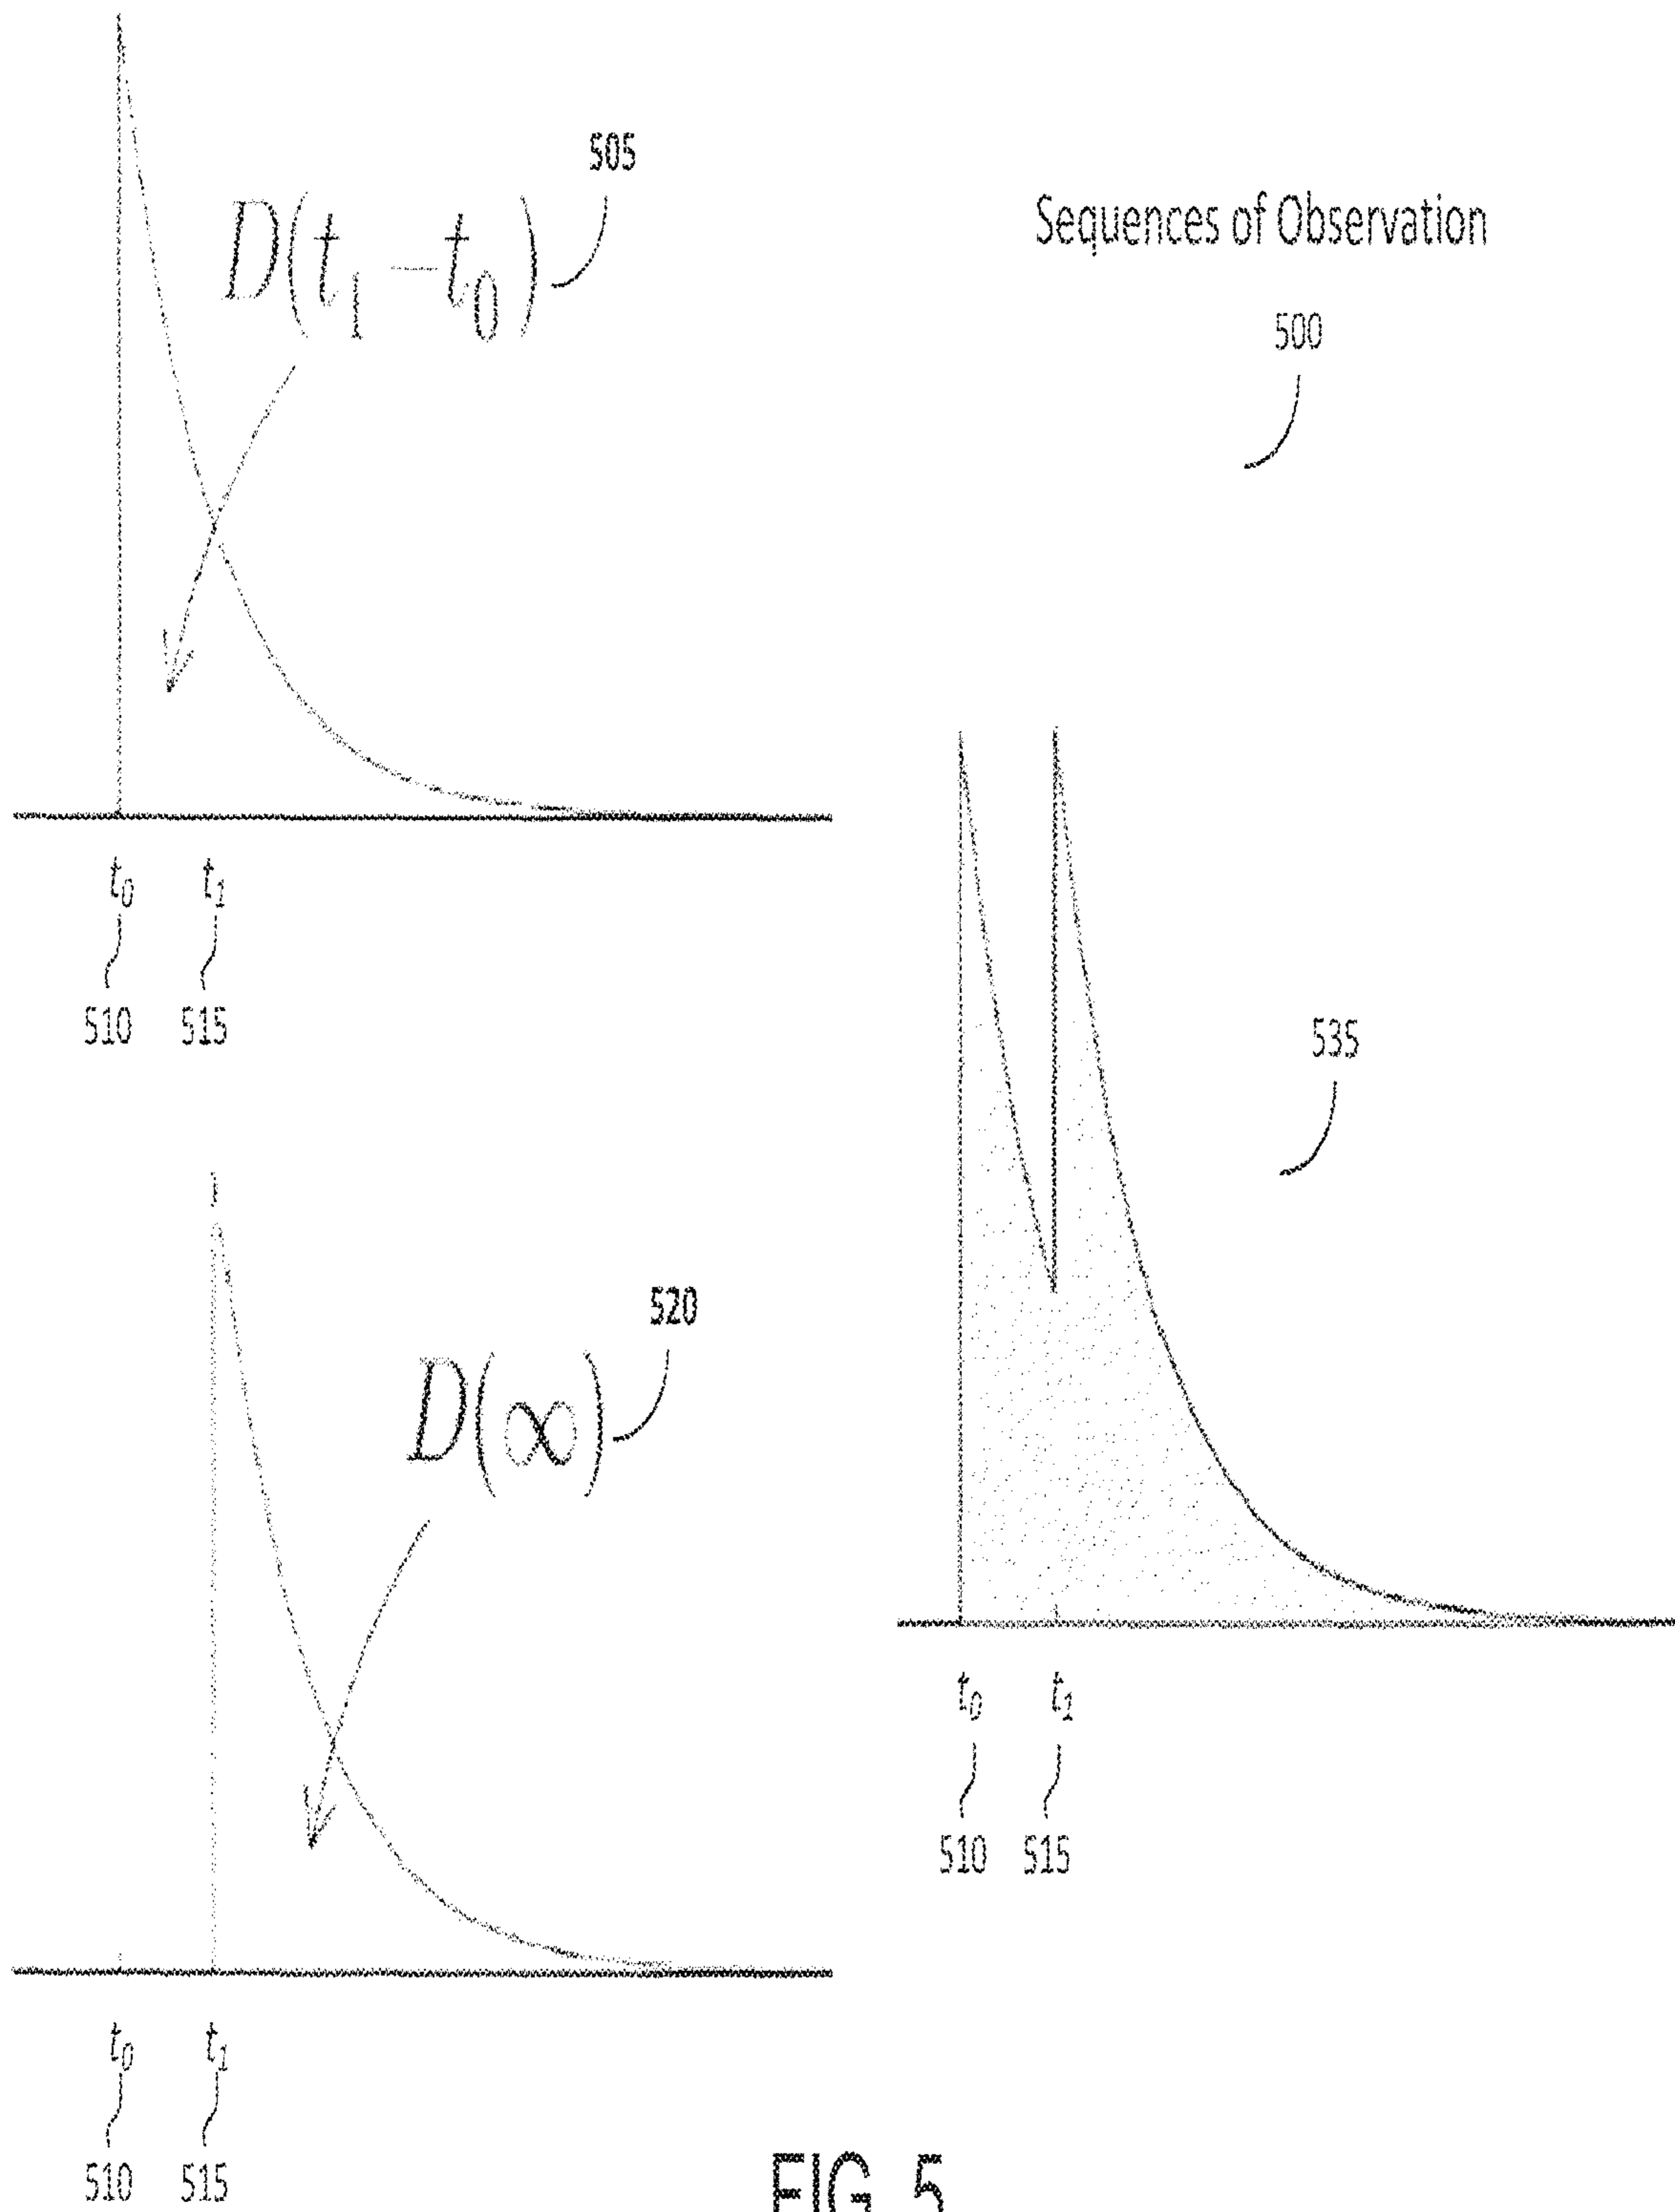 505
D(t₁ – t₀)
Sequences of Observation
500
t₀ t₁
510 515
535
520
D(∞)
t₀ t₁
510 515
t₀ t₁
510 515
FIG. 5